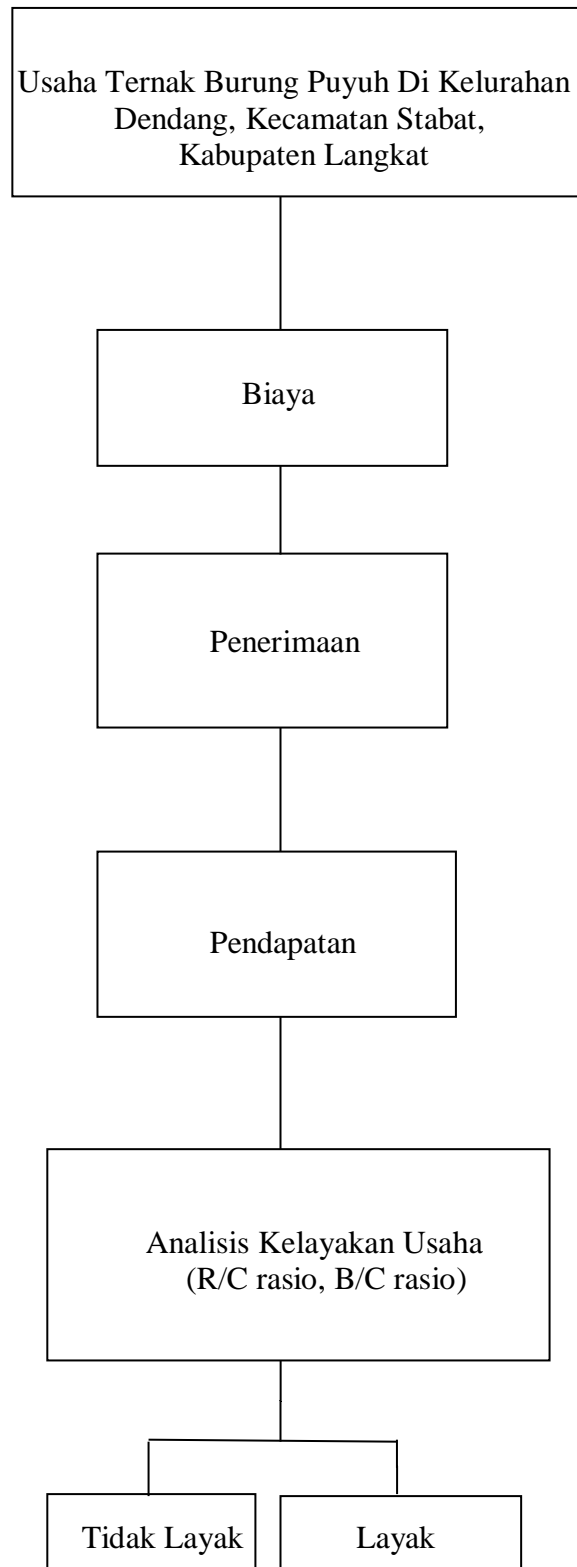 Usaha Ternak Burung Puyuh Di Kelurahan
Dendang, Kecamatan Stabat,
Kabupaten Langkat
Biaya
Penerimaan
Pendapatan
Analisis Kelayakan Usaha
(R/C rasio, B/C rasio)
Tidak Layak
Layak